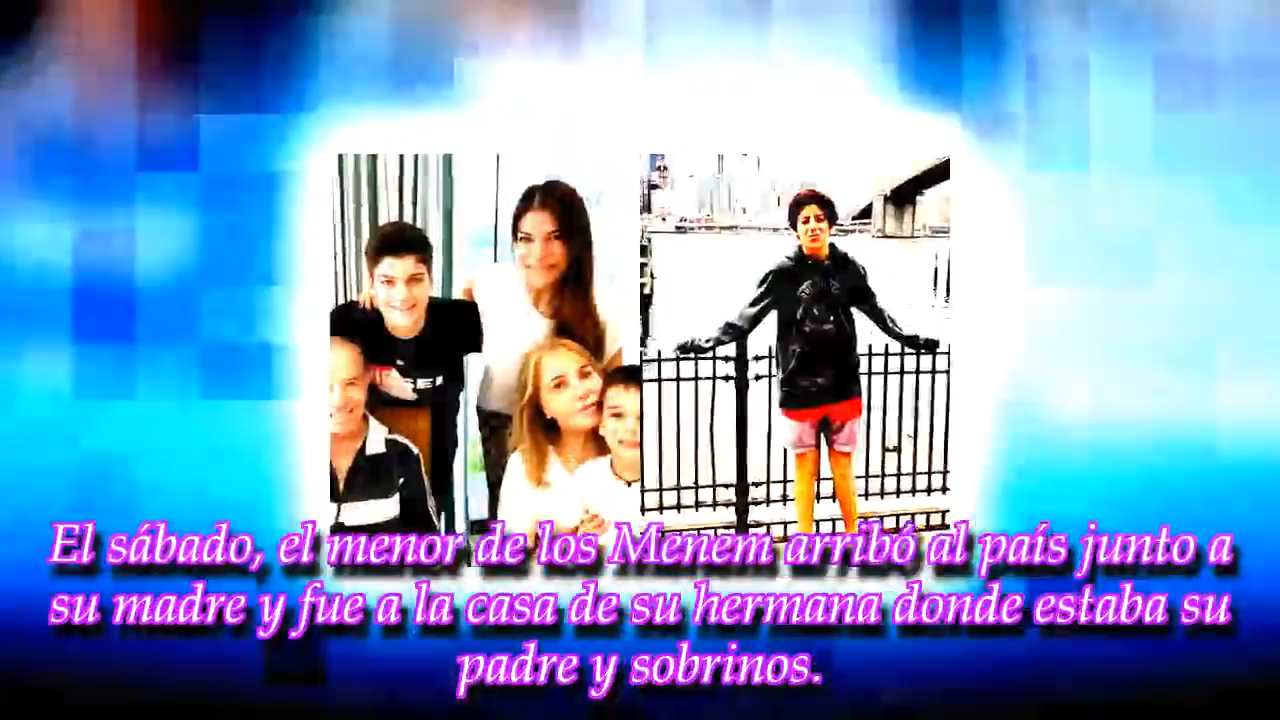 El sábado, el menor de los Menem arribó al país junto a
su madre y fue a la casa de su hermana donde estaba su
padre y sobrinos.